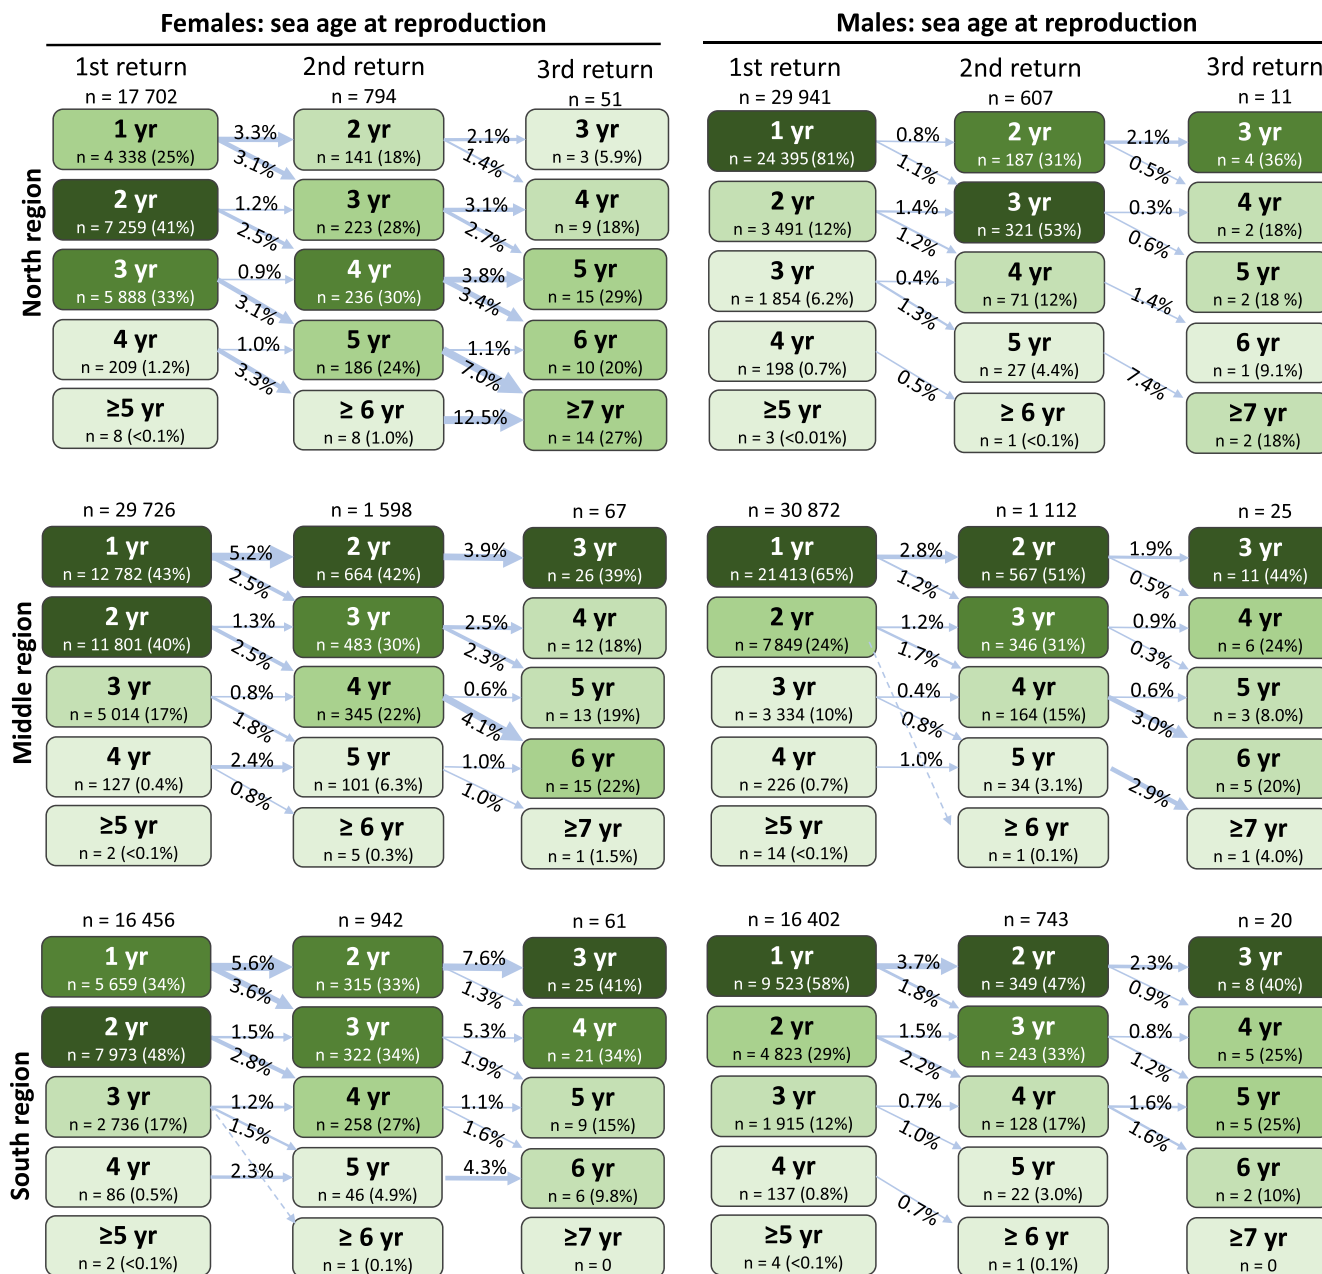 Females: sea age at reproduction
Males: sea age at reproduction
1st return
2nd return
3rd return
1st return
2nd return
3rd return
n = 17 702
n = 794
n = 51
n = 29 941
n = 607
n = 11
North region
1 yr
n = 4 338 (25%)
3.3%
3.1%
2 yr
n = 141 (18%)
2.1%
1.4%
3 yr
n = 3 (5.9%)
1 yr
n = 24 395 (81%)
0.8%
1.1%
2 yr
n = 187 (31%)
2.1%
0.5%
3 yr
n = 4 (36%)
2 yr
n = 7 259 (41%)
1.2%
2.5%
3 yr
n = 223 (28%)
3.1%
2.7%
4 yr
n = 9 (18%)
2 yr
n = 3 491 (12%)
1.4%
1.2%
3 yr
n = 321 (53%)
0.3%
0.6%
4 yr
n = 2 (18%)
3 yr
n = 5 888 (33%)
0.9%
3.1%
4 yr
n = 236 (30%)
3.8%
3.4%
5 yr
n = 15 (29%)
3 yr
n = 1 854 (6.2%)
0.4%
1.3%
4 yr
n = 71 (12%)
1.4%
5 yr
n = 2 (18 %)
4 yr
n = 209 (1.2%)
1.0%
3.3%
5 yr
n = 186 (24%)
1.1%
7.0%
6 yr
n = 10 (20%)
4 yr
n = 198 (0.7%)
0.5%
5 yr
n = 27 (4.4%)
7.4%
6 yr
n = 1 (9.1%)
≥5 yr
n = 8 (<0.1%)
≥ 6 yr
n = 8 (1.0%)
12.5%
≥7 yr
n = 14 (27%)
≥5 yr
n = 3 (<0.01%)
≥ 6 yr
n = 1 (<0.1%)
≥7 yr
n = 2 (18%)
n = 29 726
n = 1 598
n = 67
n = 30 872
n = 1 112
n = 25
Middle region
1 yr
n = 12 782 (43%)
5.2%
2.5%
2 yr
n = 664 (42%)
3.9%
3 yr
n = 26 (39%)
1 yr
n = 21 413 (65%)
2.8%
1.2%
2 yr
n = 567 (51%)
1.9%
0.5%
3 yr
n = 11 (44%)
2 yr
n = 11 801 (40%)
1.3%
2.5%
3 yr
n = 483 (30%)
2.5%
2.3%
4 yr
n = 12 (18%)
2 yr
n = 7 849 (24%)
1.2%
1.7%
3 yr
n = 346 (31%)
0.9%
0.3%
4 yr
n = 6 (24%)
3 yr
n = 5 014 (17%)
0.8%
1.8%
4 yr
n = 345 (22%)
0.6%
4.1%
5 yr
n = 13 (19%)
3 yr
n = 3 334 (10%)
0.4%
0.8%
4 yr
n = 164 (15%)
0.6%
3.0%
5 yr
n = 3 (8.0%)
4 yr
n = 127 (0.4%)
2.4%
0.8%
5 yr
n = 101 (6.3%)
1.0%
1.0%
6 yr
n = 15 (22%)
4 yr
n = 226 (0.7%)
1.0%
5 yr
n = 34 (3.1%)
2.9%
6 yr
n = 5 (20%)
≥5 yr
n = 2 (<0.1%)
≥ 6 yr
n = 5 (0.3%)
≥7 yr
n = 1 (1.5%)
≥5 yr
n = 14 (<0.1%)
≥ 6 yr
n = 1 (0.1%)
≥7 yr
n = 1 (4.0%)
n = 16 456
n = 942
n = 61
n = 16 402
n = 743
n = 20
South region
1 yr
n = 5 659 (34%)
5.6%
3.6%
2 yr
n = 315 (33%)
7.6%
1.3%
3 yr
n = 25 (41%)
1 yr
n = 9 523 (58%)
3.7%
1.8%
2 yr
n = 349 (47%)
2.3%
0.9%
3 yr
n = 8 (40%)
2 yr
n = 7 973 (48%)
1.5%
2.8%
3 yr
n = 322 (34%)
5.3%
1.9%
4 yr
n = 21 (34%)
2 yr
n = 4 823 (29%)
1.5%
2.2%
3 yr
n = 243 (33%)
0.8%
1.2%
4 yr
n = 5 (25%)
3 yr
n = 2 736 (17%)
1.2%
1.5%
4 yr
n = 258 (27%)
1.1%
1.6%
5 yr
n = 9 (15%)
3 yr
n = 1 915 (12%)
0.7%
1.0%
4 yr
n = 128 (17%)
1.6%
1.6%
5 yr
n = 5 (25%)
4 yr
n = 86 (0.5%)
2.3%
5 yr
n = 46 (4.9%)
4.3%
6 yr
n = 6 (9.8%)
4 yr
n = 137 (0.8%)
0.7%
5 yr
n = 22 (3.0%)
6 yr
n = 2 (10%)
≥5 yr
n = 2 (<0.1%)
≥ 6 yr
n = 1 (0.1%)
≥7 yr
n = 0
≥5 yr
n = 4 (<0.1%)
≥ 6 yr
n = 1 (0.1%)
≥7 yr
n = 0